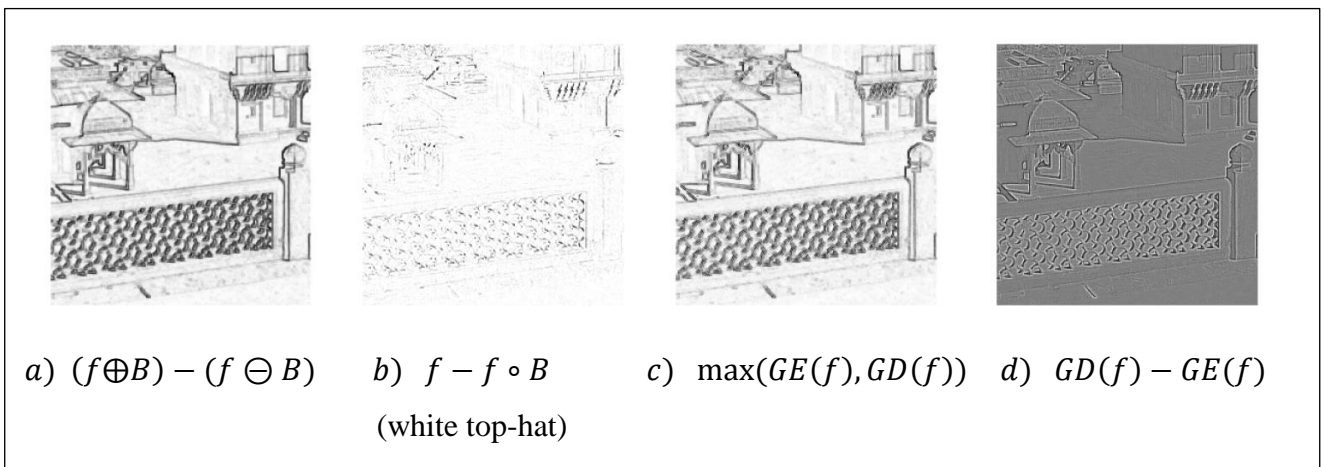 a) (f⊕B) − (f ⊖ B) b) f − f ∘ B c) max(GE(f), GD(f)) d) GD(f) − GE(f)
(white top-hat)